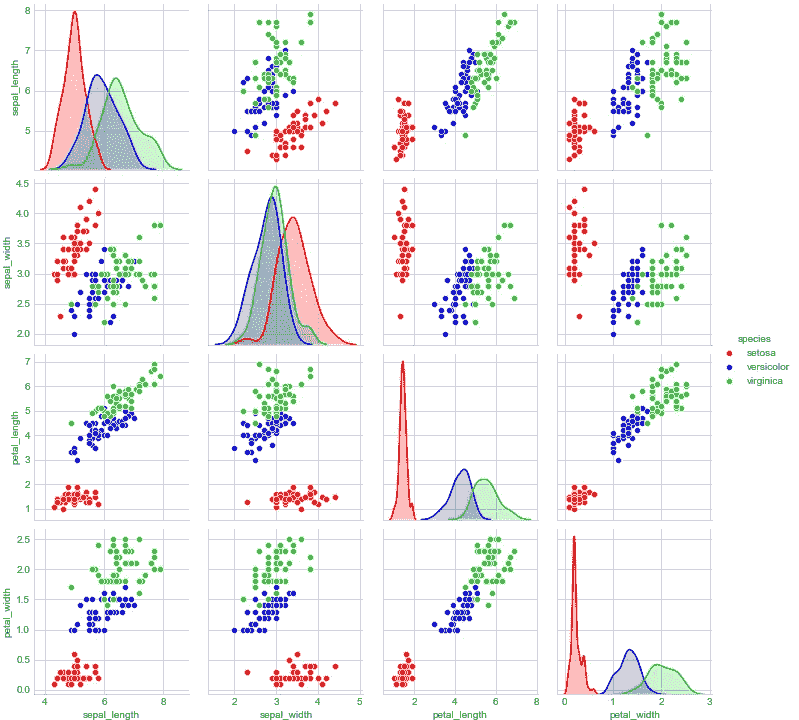 8
7
6
5
sepal_length
4.5
4.0
3.5
3.0
2.5
2.0
sepal_width
species
setosa
versicolor
virginica
7
6
5
4
3
2
1
petal_length
2.5
2.0
1.5
1.0
0.5
0.0
petal_width
4 6 8
2 3 4 5
2 4 6 8
0 1 2 3
sepal_length sepal_width petal_length petal_width